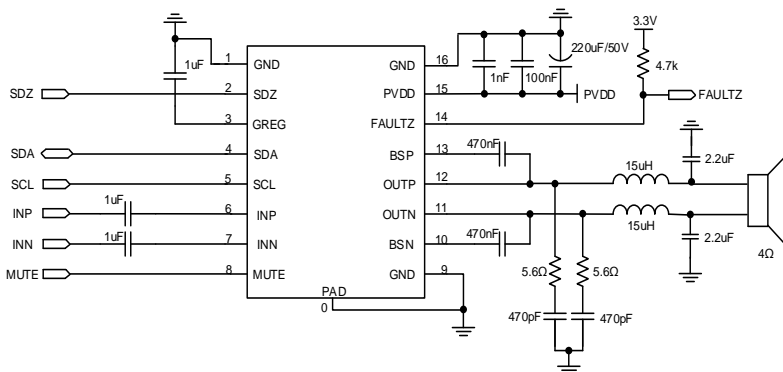 3.3V
1uF
1
GND
GND
16
1nF
100nF
220uF/50V
4.7k
SDZ
2
SDZ
PVDD
15
PVDD
FAULTZ
3
GREG
FAULTZ
14
SDA
4
SDA
BSP
13
470nF
SCL
5
SCL
OUTP
12
15uH
2.2uF
INP
1uF
6
INP
OUTN
11
15uH
INN
1uF
7
INN
BSN
10
470nF
2.2uF
4Ω
MUTE
8
MUTE
GND
9
5.6Ω
5.6Ω
PAD
0
470pF
470pF